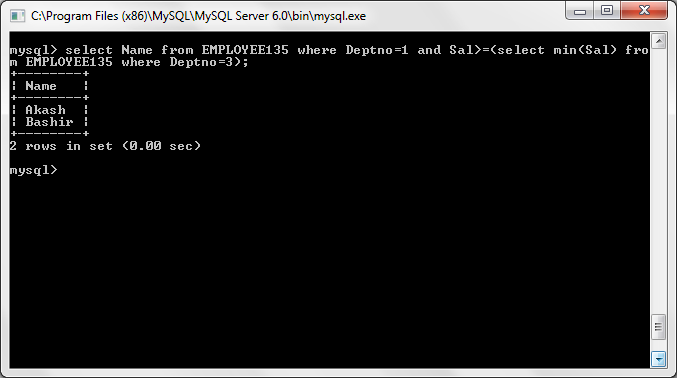 C:\Program Files (x86)\MySQL\MySQL Server 6.0\bin\mysql.exe
mysql> select Name from EMPLOYEE135 where Deptno=1 and Sal>=(select min(Sal) fro
m EMPLOYEE135 where Deptno=3);
+--------+
| Name   |
+--------+
| Akash  |
| Bashir |
+--------+
2 rows in set (0.00 sec)
mysql>